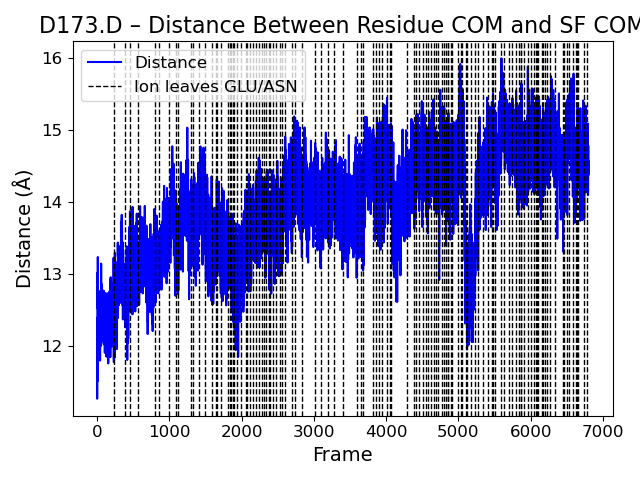 D173.D – Distance Between Residue COM and SF COM
Distance
Ion leaves GLU/ASN
Distance (Å)
16
15
14
13
12
0 1000 2000 3000 4000 5000 6000 7000
Frame